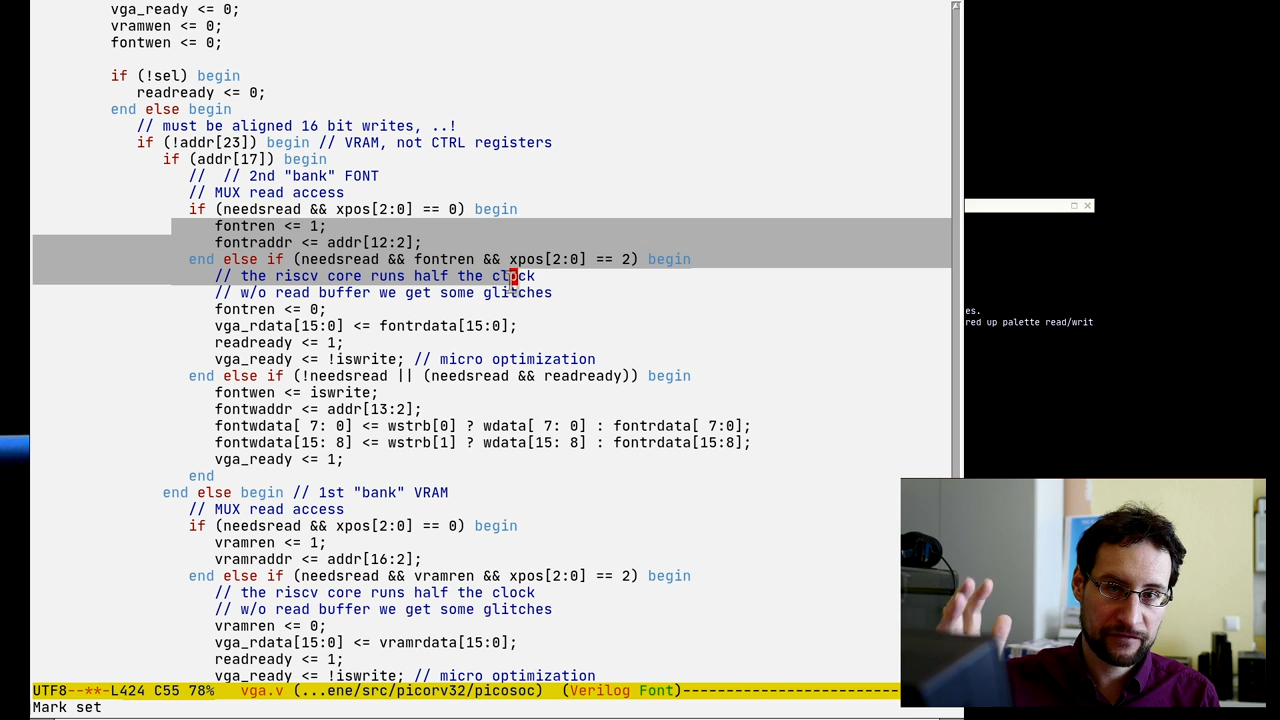 vga_ready <= 0;
vramwen <= 0;
fontwen <= 0;
if (!sel) begin
readready <= 0;
end else begin
// must be aligned 16 bit writes, ..!
if (!addr[23]) begin // VRAM, not CTRL registers
if (addr[17]) begin
//  // 2nd "bank" FONT
// MUX read access
if (needsread && xpos[2:0] == 0) begin
fontren <= 1;
fontraddr <= addr[12:2];
end else if (needsread && fontren && xpos[2:0] == 2) begin
// the riscv core runs half the clock
// w/o read buffer we get some glitches
fontren <= 0;
vga_rdata[15:0] <= fontrdata[15:0];
readready <= 1;
vga_ready <= !iswrite; // micro optimization
end else if (!needsread || (needsread && readready)) begin
fontwen <= iswrite;
fontwaddr <= addr[13:2];
fontwdata[ 7: 0] <= wstrb[0] ? wdata[ 7: 0] : fontrdata[ 7:0];
fontwdata[15: 8] <= wstrb[1] ? wdata[15: 8] : fontrdata[15:8];
vga_ready <= 1;
end
end else begin // 1st "bank" VRAM
// MUX read access
if (needsread && xpos[2:0] == 0) begin
vramren <= 1;
vramraddr <= addr[16:2];
end else if (needsread && vramren && xpos[2:0] == 2) begin
// the riscv core runs half the clock
// w/o read buffer we get some glitches
vramren <= 0;
vga_rdata[15:0] <= vramrdata[15:0];
readready <= 1;
vga_ready <= !iswrite; // micro optimization
UTF8--**-L424 C55 78% vga.v (...ene/src/picorv32/picosoc) (Verilog Font)-------------------------
Mark set
es.
red up palette read/writ